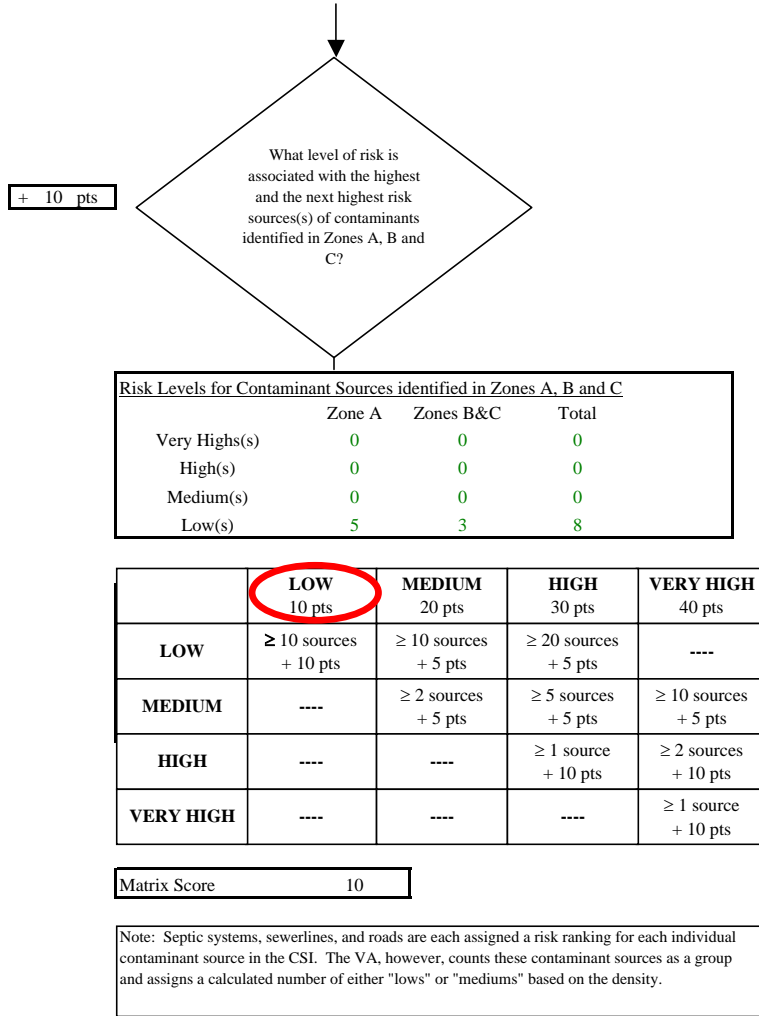 What level of risk is
associated with the highest
and the next highest risk
sources(s) of contaminants
identified in Zones A, B and
C?
+ 10 pts
Risk Levels for Contaminant Sources identified in Zones A, B and C
Zone A Zones B&C Total
Very Highs(s) 0 0 0
High(s) 0 0 0
Medium(s) 0 0 0
Low(s) 5 3 8
LOW MEDIUM HIGH VERY HIGH
10 pts 20 pts 30 pts 40 pts
LOW ≥ 10 sources + 10 pts ≥ 10 sources + 5 pts ≥ 20 sources + 5 pts ----
MEDIUM ---- ≥ 2 sources + 5 pts ≥ 5 sources + 5 pts ≥ 10 sources + 5 pts
HIGH ---- ---- ≥ 1 source + 10 pts ≥ 2 sources + 10 pts
VERY HIGH ---- ---- ---- ≥ 1 source + 10 pts
Matrix Score 10
Note: Septic systems, sewerlines, and roads are each assigned a risk ranking for each individual
contaminant source in the CSI. The VA, however, counts these contaminant sources as a group
and assigns a calculated number of either "lows" or "mediums" based on the density.